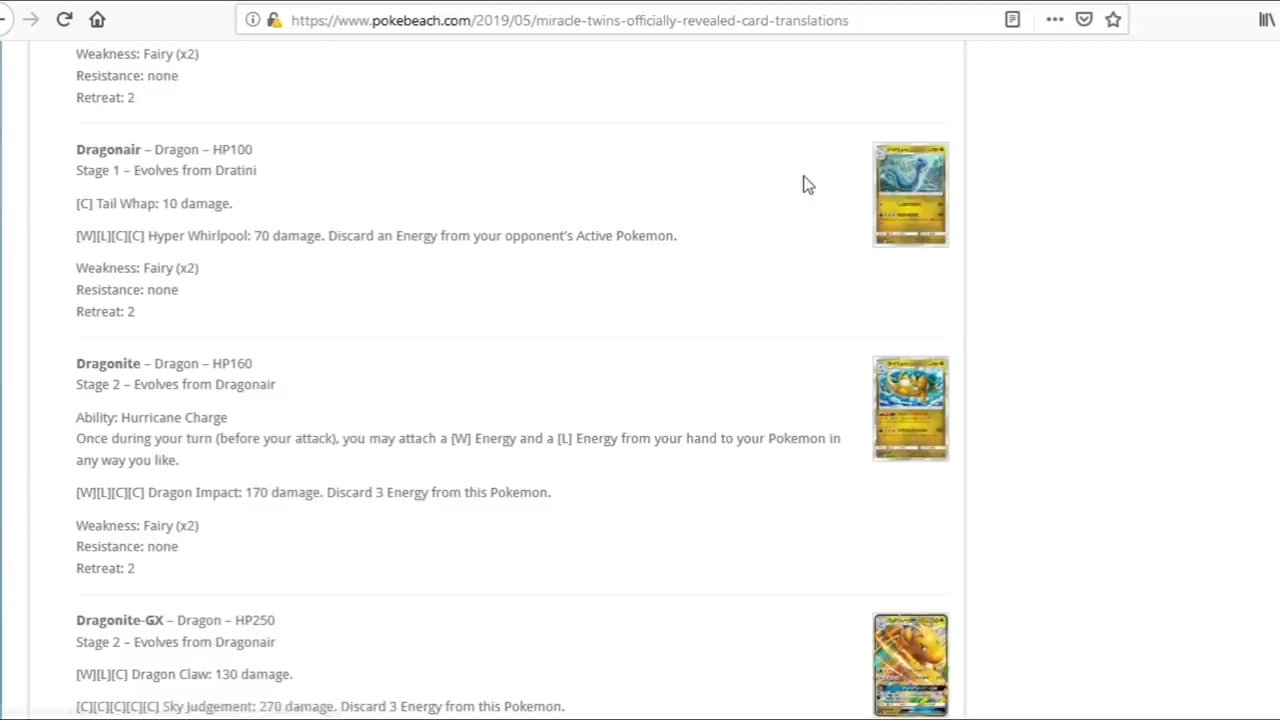 https://www.pokebeach.com/2019/05/miracle-twins-officially-revealed-card-translations
Weakness: Fairy (x2)
Resistance: none
Retreat: 2
Dragonair – Dragon – HP100
Stage 1 – Evolves from Dratini
[C] Tail Whap: 10 damage.
[W][L][C][C] Hyper Whirlpool: 70 damage. Discard an Energy from your opponent's Active Pokemon.
Weakness: Fairy (x2)
Resistance: none
Retreat: 2
Dragonite – Dragon – HP160
Stage 2 – Evolves from Dragonair
Ability: Hurricane Charge
Once during your turn (before your attack), you may attach a [W] Energy and a [L] Energy from your hand to your Pokemon in
any way you like.
[W][L][C][C] Dragon Impact: 170 damage. Discard 3 Energy from this Pokemon.
Weakness: Fairy (x2)
Resistance: none
Retreat: 2
Dragonite-GX – Dragon – HP250
Stage 2 – Evolves from Dragonair
[W][L][C] Dragon Claw: 130 damage.
[C][C][C][C][C] Sky 270 damage. Discard 3 Energy from this Pokemon.